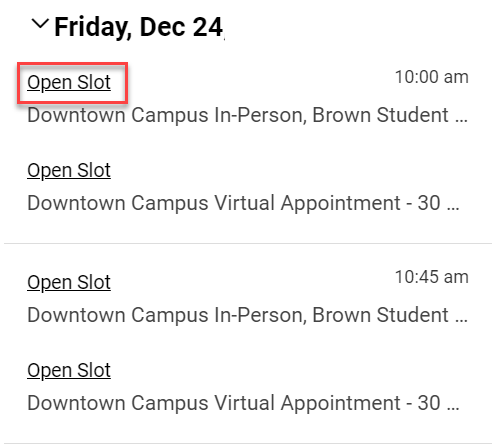 Friday, Dec 24,
Open Slot 10:00 am
Downtown Campus In-Person, Brown Student ...
Open Slot
Downtown Campus Virtual Appointment - 30 ...
Open Slot 10:45 am
Downtown Campus In-Person, Brown Student ...
Open Slot
Downtown Campus Virtual Appointment - 30 ...